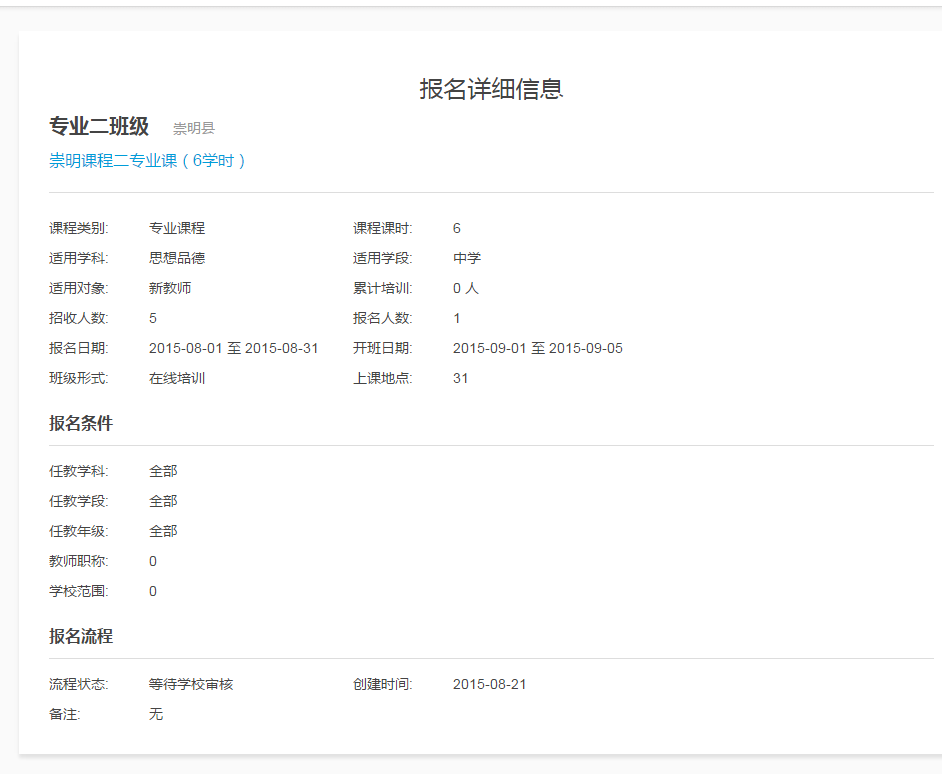 报名详细信息
专业二班级 崇明县
崇明课程二专业课（6学时）
课程类别: 专业课程 课程课时: 6
适用学科: 思想品德 适用学段: 中学
适用对象: 新教师 累计培训: 0 人
招收人数: 5 报名人数: 1
报名日期: 2015-08-01 至 2015-08-31 开班日期: 2015-09-01 至 2015-09-05
班级形式: 在线培训 上课地点: 31
报名条件
任教学科: 全部
任教学段: 全部
任教年级: 全部
教师职称: 0
学校范围: 0
报名流程
流程状态: 等待学校审核 创建时间: 2015-08-21
备注: 无